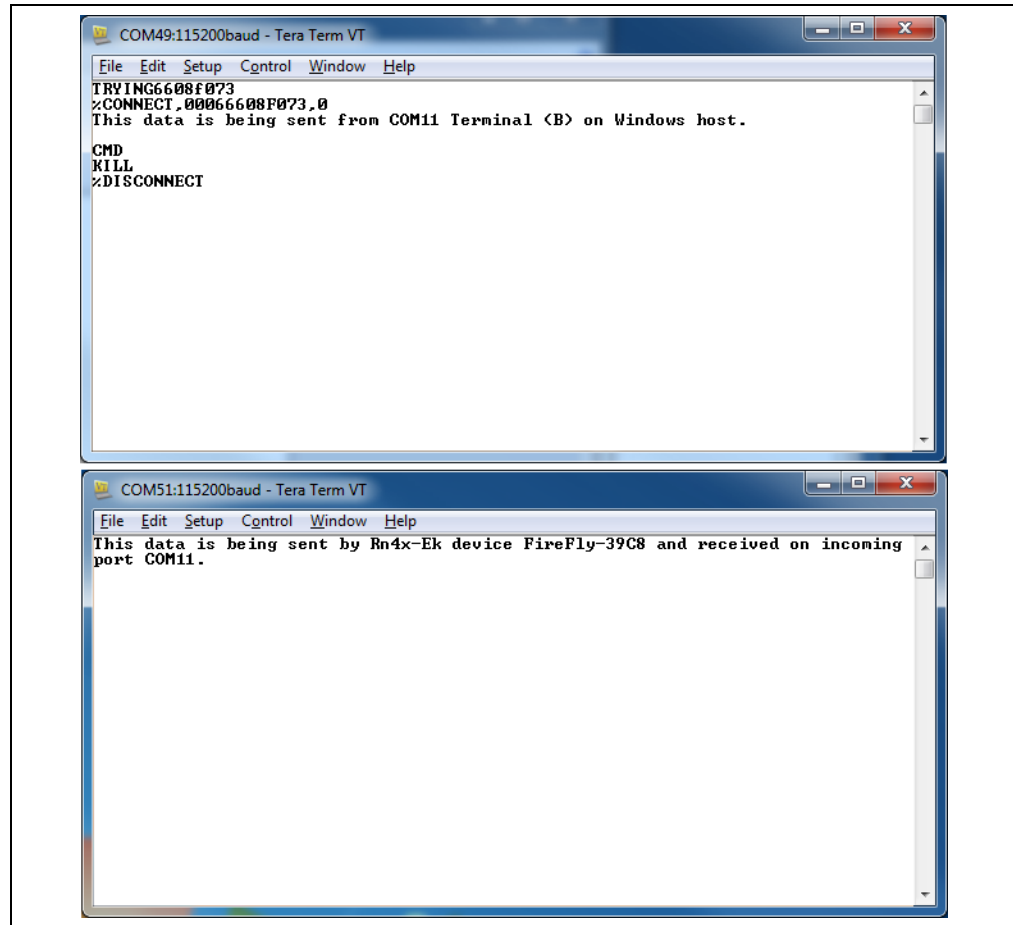 COM49:115200baud - Tera Term VT
File Edit Setup Control Window Help
TRYING6608f073
%CONNECT,00066608F073,0
This data is being sent from COM11 Terminal (B) on Windows host.
CMD
KILL
%DISCONNECT
COM51:115200baud - Tera Term VT
File Edit Setup Control Window Help
This data is being sent by Rn4x-Ek device FireFly-39C8 and received on incoming
port COM11.